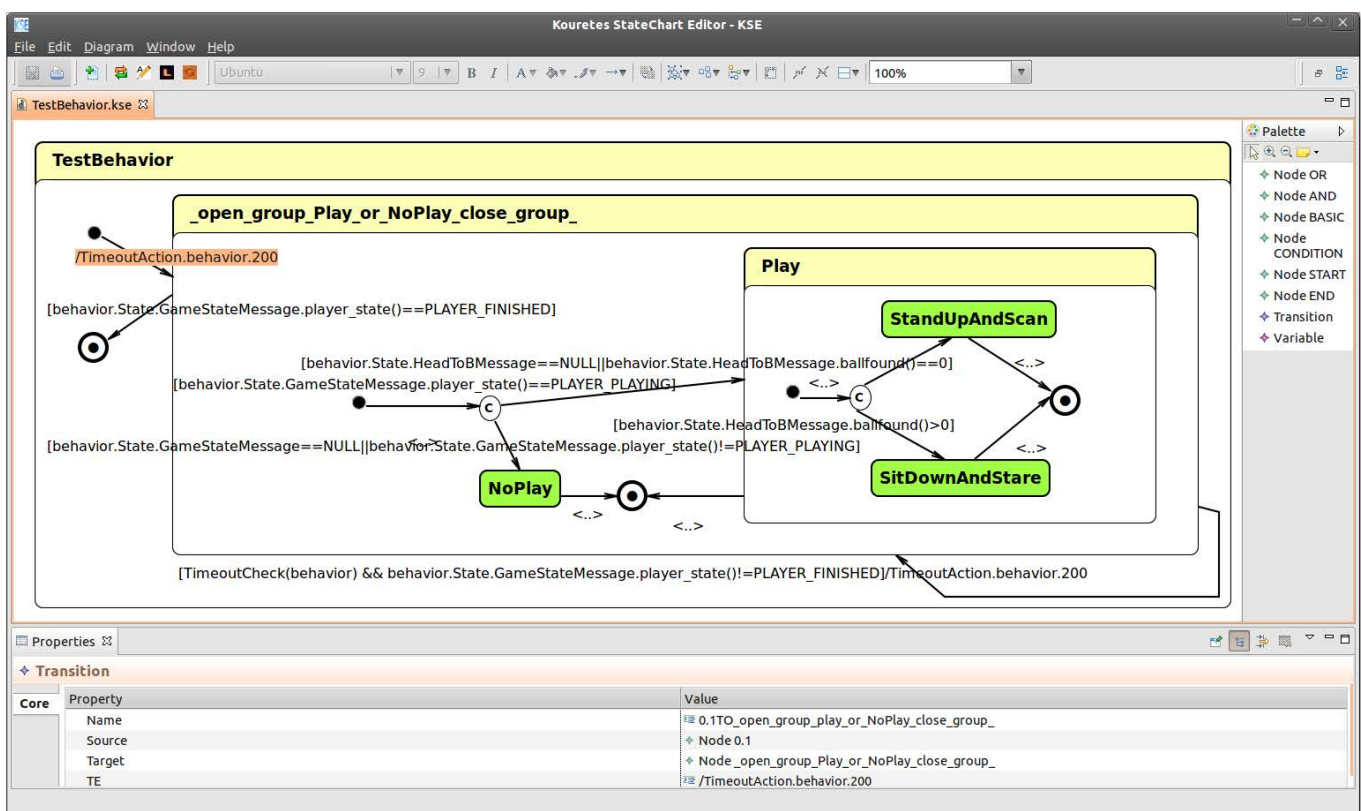 Kouretes StateChart Editor - KSE
File Edit Diagram Window Help
Ubuntu 9 B I A 100%
TestBehavior.kse
Palette
TestBehavior
Node OR
Node AND
_open_group_Play_or_NoPlay_close_group_
Node BASIC
Node
CONDITION
/TimeoutAction.behavior.200
Play
Node START
Node END
[behavior.State.GameStateMessage.player_state()==PLAYER_FINISHED]
StandUpAndScan
Transition
Variable
[behavior.State.HeadToBMessage==NULL||behavior.State.HeadToBMessage.ballfound()==0]
<..>
[behavior.State.GameStateMessage.player_state()==PLAYER_PLAYING]
<..>
C
C
[behavior.State.HeadToBMessage.ballfound()>0]
[behavior.State.GameStateMessage==NULL||behavior.State.GameStateMessage.player_state()!=PLAYER_PLAYING]
<..>
<..>
NoPlay
SitDownAndStare
<..>
<..>
[TimeoutCheck(behavior) && behavior.State.GameStateMessage.player_state()!=PLAYER_FINISHED]/TimeoutAction.behavior.200
Properties
Transition
Core
Property Value
Name 0.1TO_open_group_play_or_NoPlay_close_group_
Source Node 0.1
Target Node _open_group_Play_or_NoPlay_close_group_
TE /TimeoutAction.behavior.200